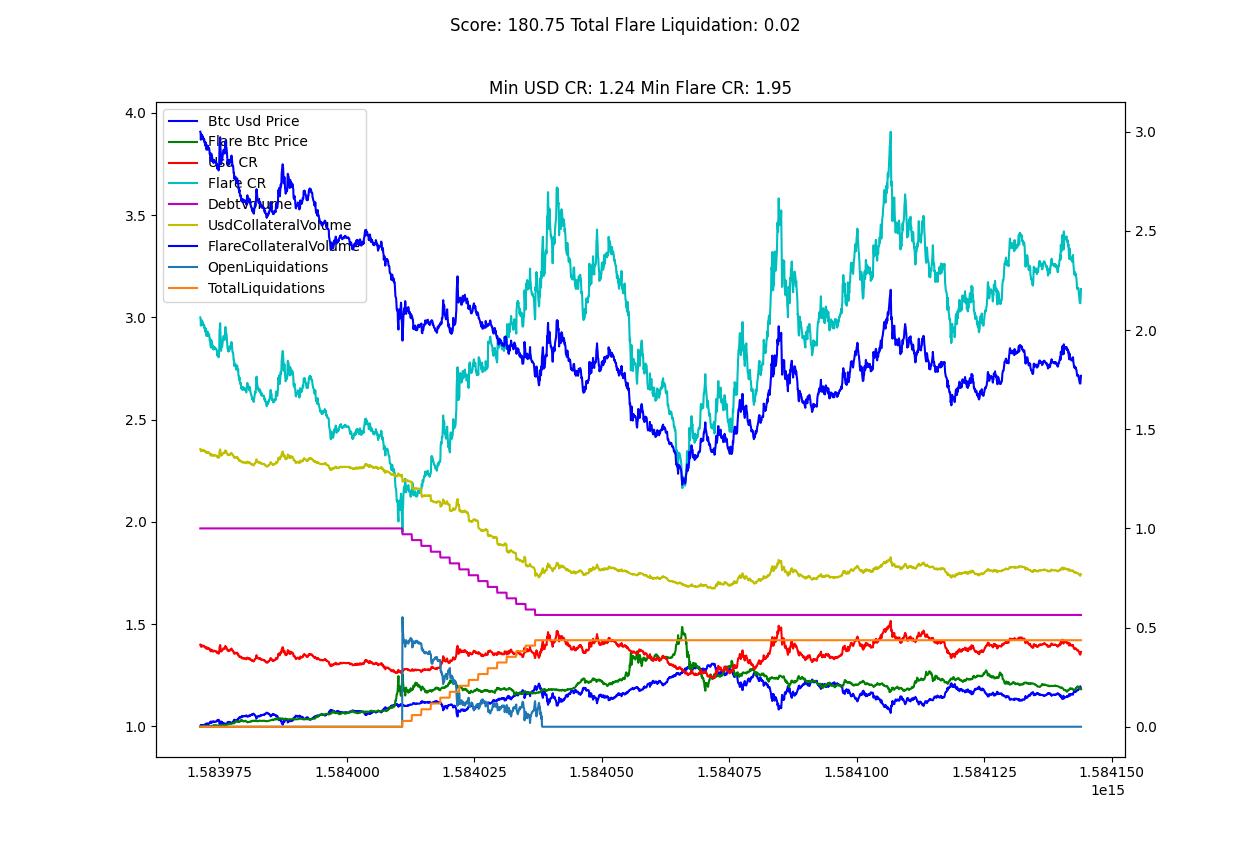 Score: 180.75 Total Flare Liquidation: 0.02
Min USD CR: 1.24 Min Flare CR: 1.95
Btc Usd Price
Flare Btc Price
Usd CR
Flare CR
DebtVolume
UsdCollateralVolume
FlareCollateralVolume
OpenLiquidations
TotalLiquidations
4.0
3.5
3.0
2.5
2.0
1.5
1.0
3.0
2.5
2.0
1.5
1.0
0.5
0.0
1.583975 1.584000 1.584025 1.584050 1.584075 1.584100 1.584125 1.584150
1e15